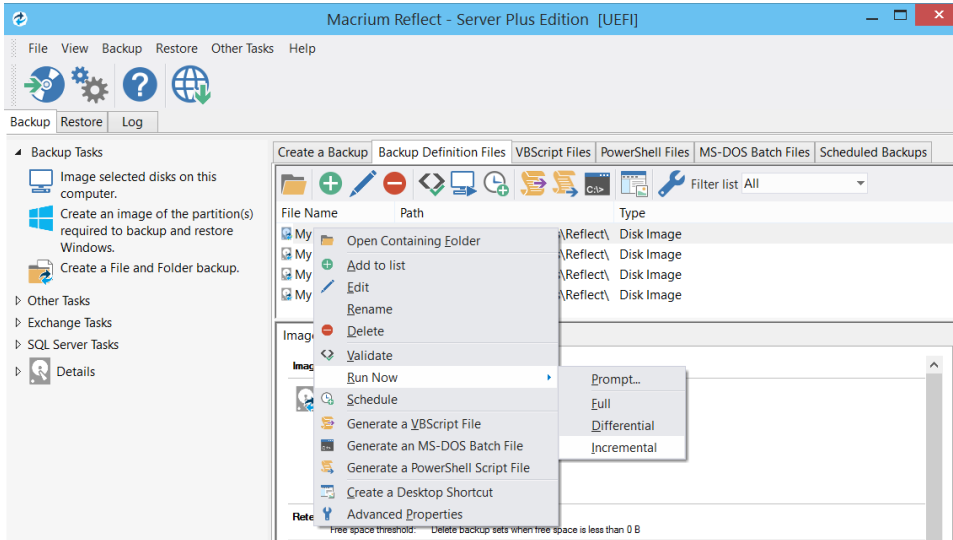 Macrium Reflect - Server Plus Edition [UEFI]
File View Backup Restore Other Tasks Help
Backup Restore Log
Backup Tasks
Image selected disks on this
computer.
Create an image of the partition(s)
required to backup and restore
Windows.
Create a File and Folder backup.
Other Tasks
Exchange Tasks
SQL Server Tasks
Details
Create a Backup Backup Definition Files VBScript Files PowerShell Files MS-DOS Batch Files Scheduled Backups
C:\>
Filter list All
File Name Path Type
My \Reflect\ Disk Image
My \Reflect\ Disk Image
My \Reflect\ Disk Image
My \Reflect\ Disk Image
Open Containing Folder
Add to list
Edit
Rename
Delete
Validate
Run Now
Schedule
Generate a VBScript File
Generate an MS-DOS Batch File
Generate a PowerShell Script File
Create a Desktop Shortcut
Advanced Properties
Prompt...
Full
Differential
Incremental
Image
Imag
Rete
Free space threshold: Delete backup sets when free space is less than 0 B